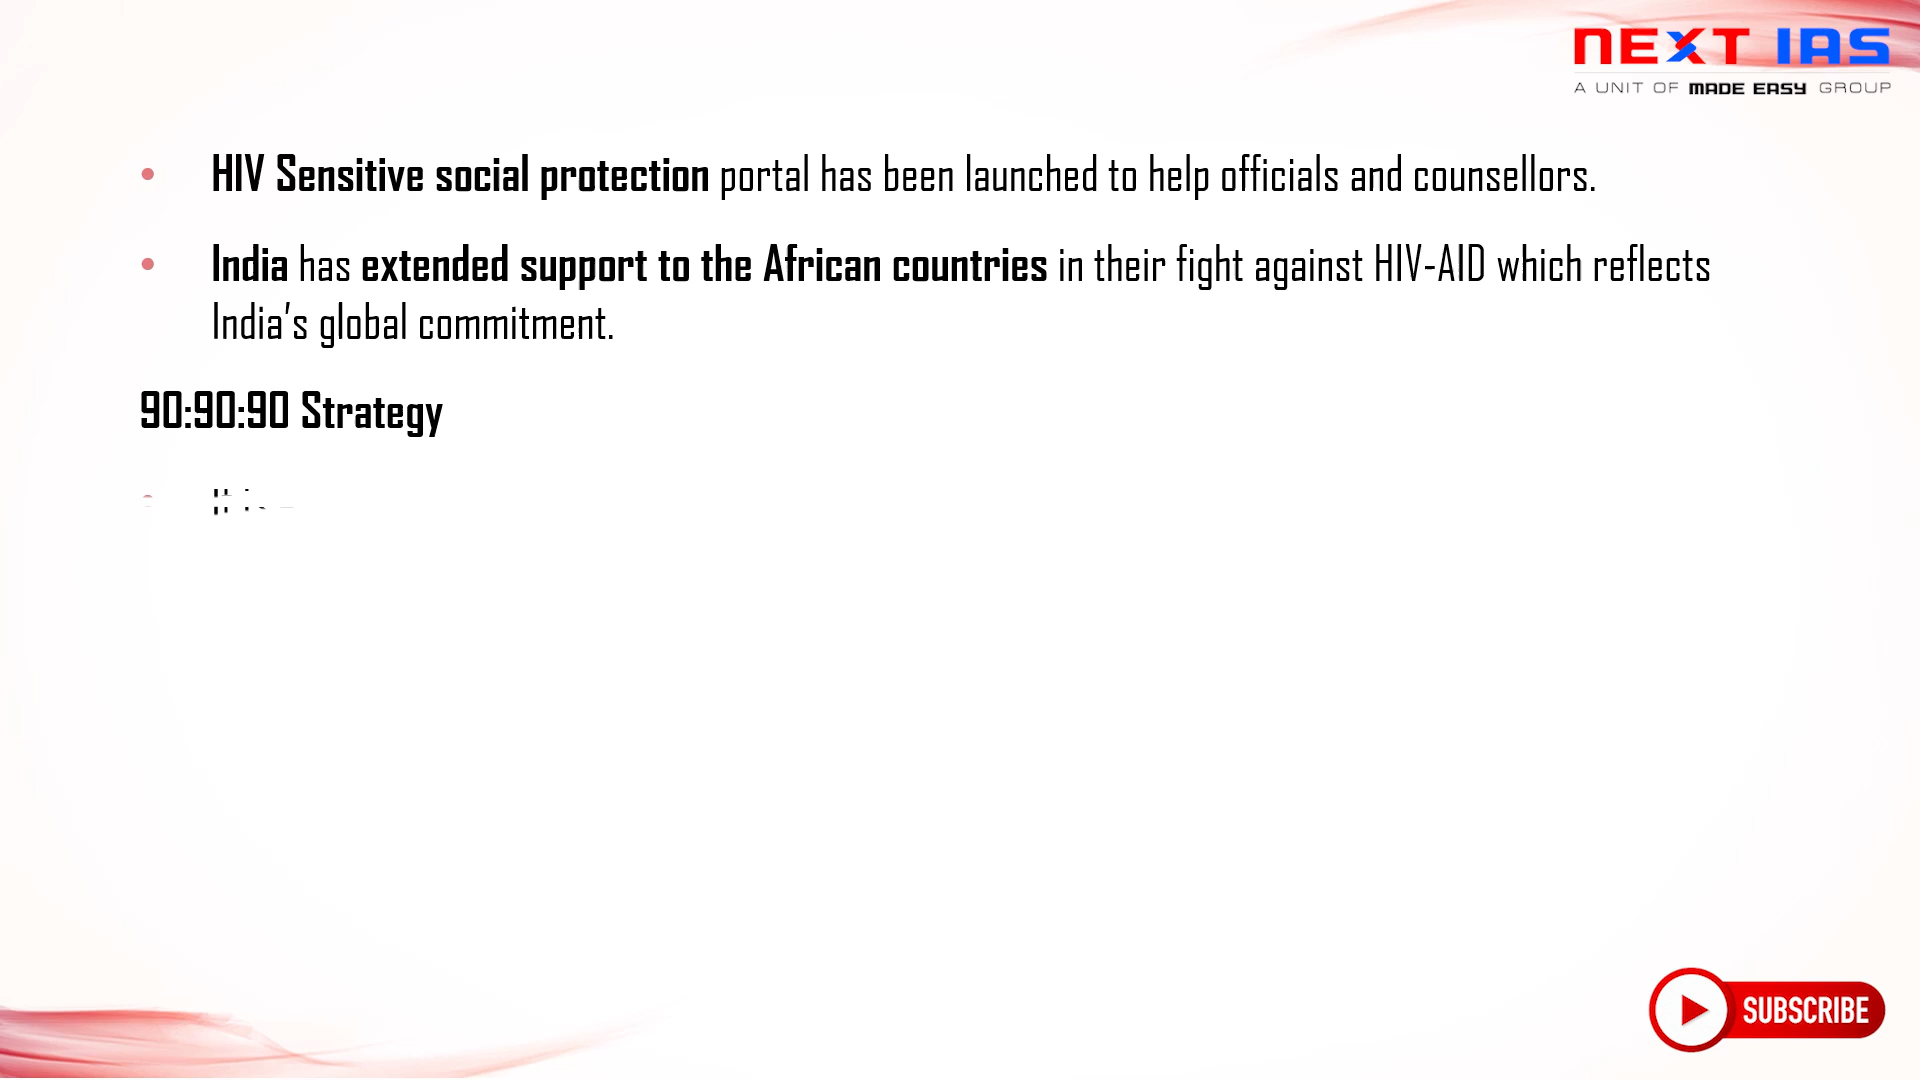 NEXT IAS
A UNIT OF MADE EASY GROUP
• HIV Sensitive social protection portal has been launched to help officials and counsellors.
• India has extended support to the African countries in their fight against HIV-AID which reflects
India’s global commitment.
90:90:90 Strategy
SUBSCRIBE